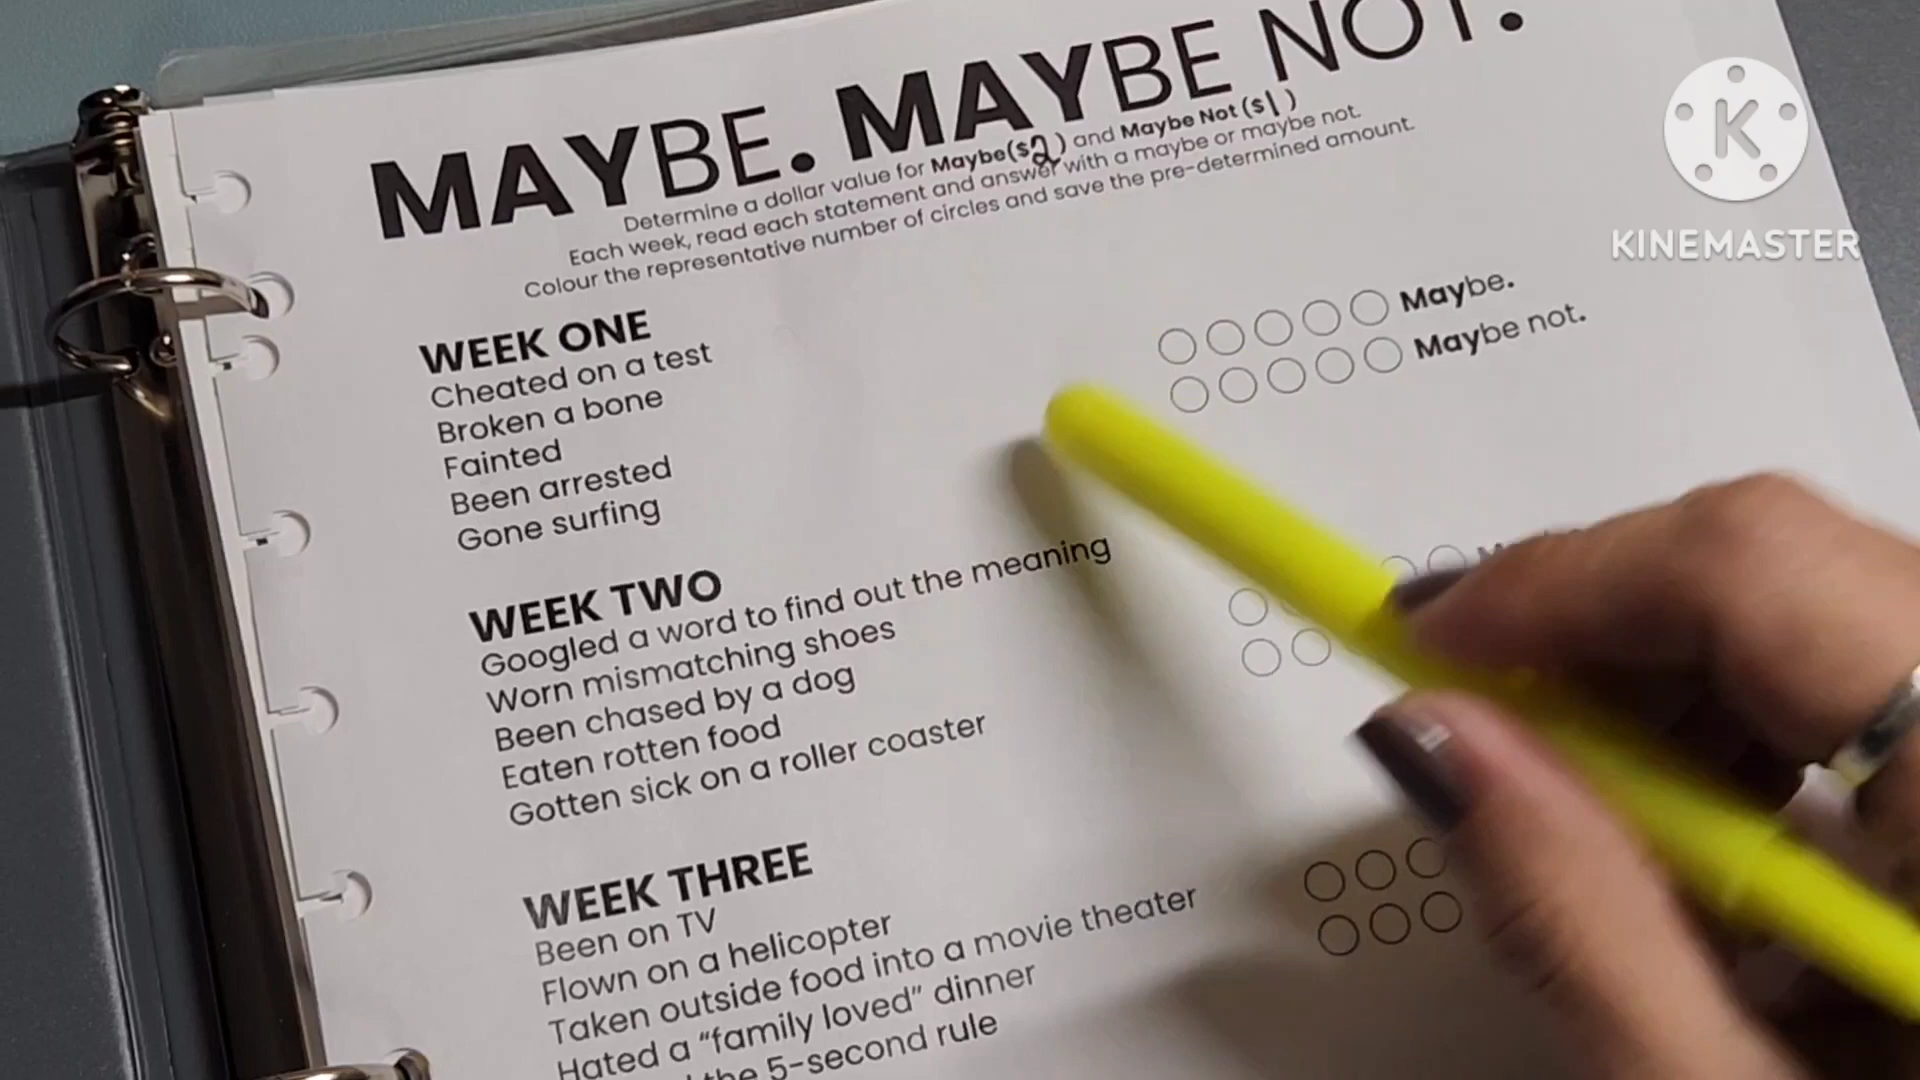 MAYBE. MAYBE NOT.
Determine a dollar value for Maybe($2) and Maybe Not ($1)
Each week, read each statement and answer with a maybe or maybe not.
Colour the representative number of circles and save the pre-determined amount.
WEEK ONE
Cheated on a test
Broken a bone
Fainted
Been arrested
Gone surfing
Maybe.
Maybe not.
WEEK TWO
Googled a word to find out the meaning
Worn mismatching shoes
Been chased by a dog
Eaten rotten food
Gotten sick on a roller coaster
WEEK THREE
Been on TV
Flown on a helicopter
Taken outside food into a movie theater
Hated a "family loved" dinner
the 5-second rule
K
KINEMASTER